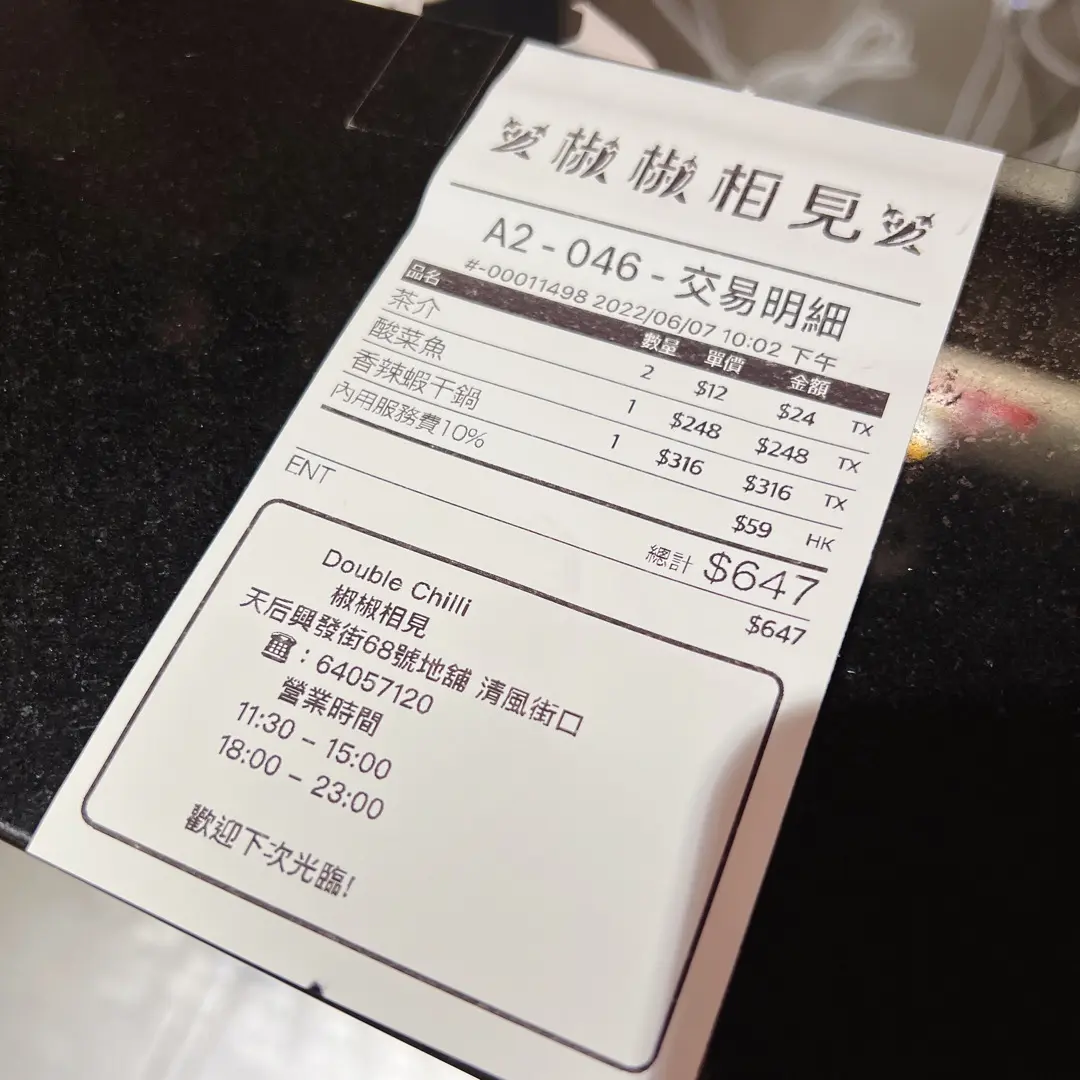 椒椒相見
A2 - 046 - 交易明細
#-00011498 2022/06/07 10:02 下午
品名 數量 單價 金額
茶介 2 $12 $24 TX
酸菜魚 1 $248 $248 TX
香辣蝦干鍋 1 $316 $316 TX
內用服務費10% $59 HK
總計 $647
ENT $647
Double Chilli
椒椒相見
天后興發街68號地舖 清風街口
☎：64057120
營業時間
11:30 - 15:00
18:00 - 23:00
歡迎下次光臨!